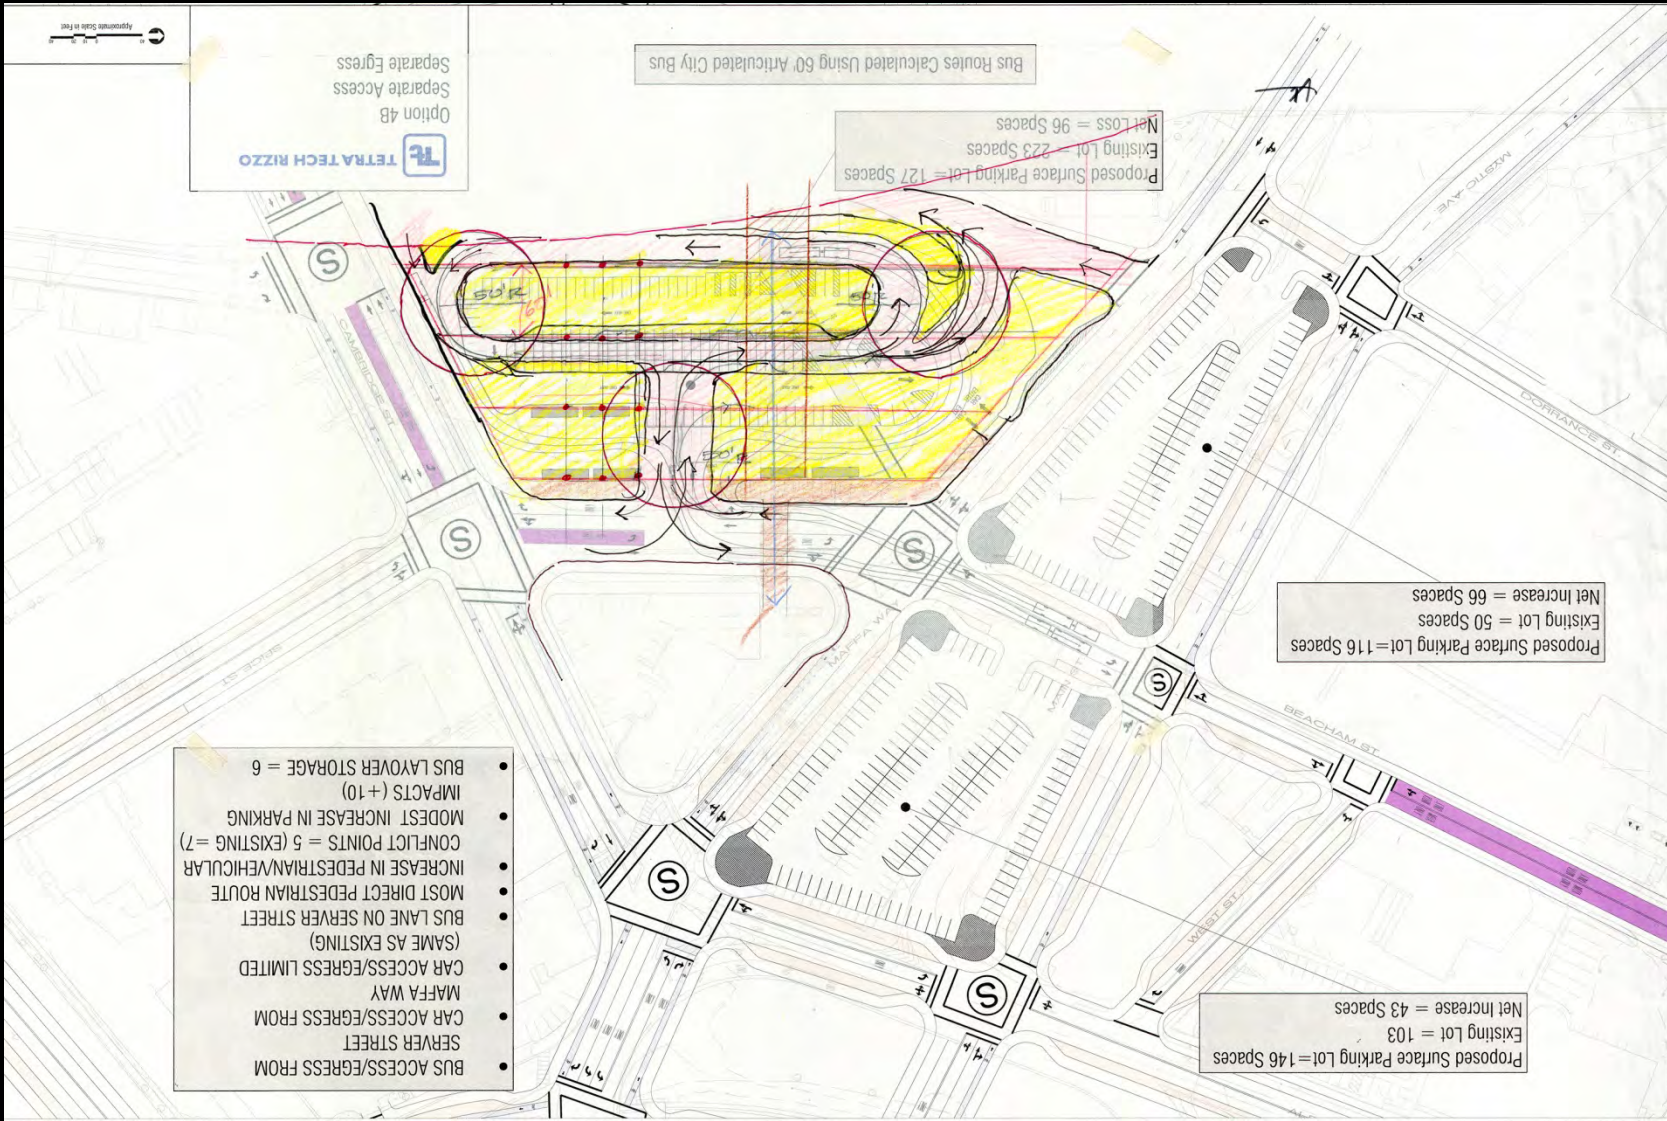 Proposed Surface Parking Lot=146 Spaces
Existing Lot = 103
Net Increase = 43 Spaces
• BUS ACCESS/EGRESS FROM
SERVER STREET
• CAR ACCESS/EGRESS FROM
MAFFA WAY
• CAR ACCESS/EGRESS LIMITED
(SAME AS EXISTING)
• BUS LANE ON SERVER STREET
• MOST DIRECT PEDESTRIAN ROUTE
• INCREASE IN PEDESTRIAN/VEHICULAR
CONFLICT POINTS = 5 (EXISTING =7)
• MODEST INCREASE IN PARKING
IMPACTS (+10)
• BUS LAYOVER STORAGE = 6
S
S
WEST ST
BEACHAM ST
S
MAFFA WAY
SPICE ST
Proposed Surface Parking Lot=116 Spaces
Existing Lot = 50 Spaces
Net Increase = 66 Spaces
S
S
DORRANCE ST
50'R
CAMBRIDGE ST
50'R
50'R
S
MYSTIC AVE
Proposed Surface Parking Lot= 127 Spaces
Existing Lot = 223 Spaces
Net Loss = 96 Spaces
TETRA TECH RIZZO
Option 4B
Separate Access
Separate Egress
Bus Routes Calculated Using 60' Articulated City Bus
Approximate Scale in Feet